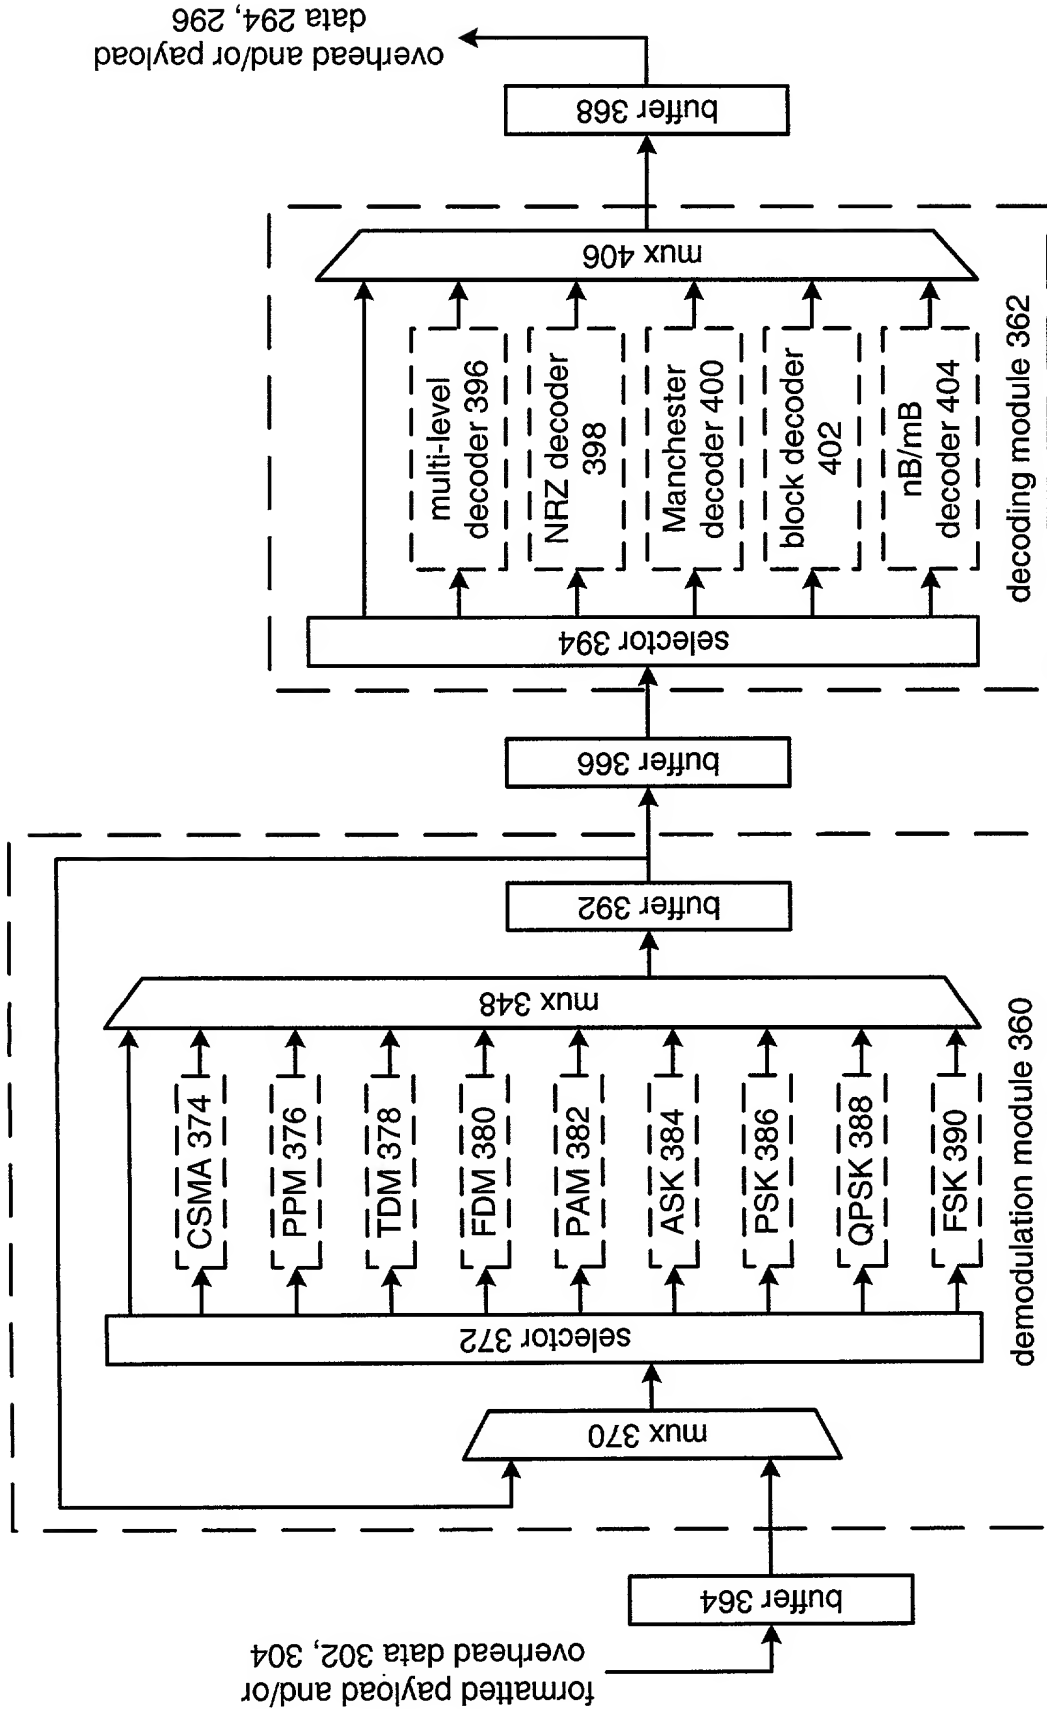 formatted payload and/or
overhead data 302, 304
buffer 364
mux 370
selector 372
CSMA 374
PPM 376
TDM 378
FDM 380
PAM 382
ASK 384
PSK 386
QPSK 388
FSK 390
mux 348
buffer 392
demodulation module 360
buffer 366
selector 394
multi-level
decoder 396
NRZ decoder
398
Manchester
decoder 400
block decoder
402
nB/mB
decoder 404
mux 406
decoding module 362
buffer 368
overhead and/or payload
data 294, 296